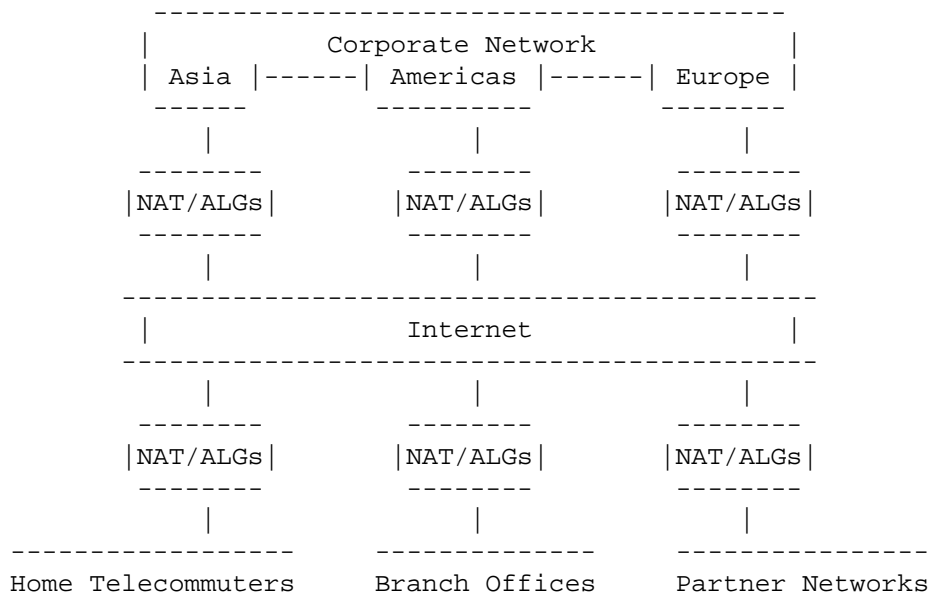 Corporate Network
| Asia |------| Americas |------| Europe |
|NAT/ALGs| |NAT/ALGs| |NAT/ALGs|
Internet
|NAT/ALGs| |NAT/ALGs| |NAT/ALGs|
Home Telecommuters Branch Offices Partner Networks